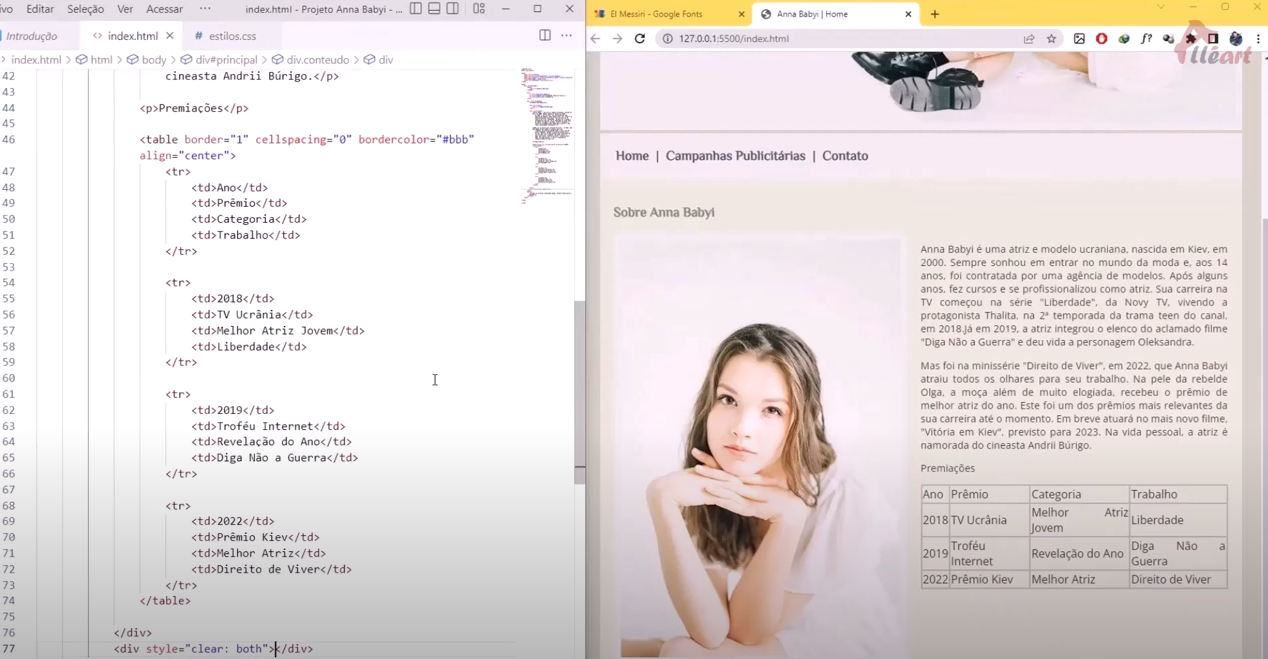 Editar Seleção Ver Acessar ··· index.html - Projeto Anna Babyi - ...
Introdução <> index.html × # estilos.css ···
index.html > html > body > div#principal > div.conteudo > div
42 cineasta Andrii Búrigo.</p>
43
44 <p>Premiações</p>
45
46 <table border="1" cellspacing="0" bordercolor="#bbb"
align="center">
47 <tr>
48 <td>Ano</td>
49 <td>Prêmio</td>
50 <td>Categoria</td>
51 <td>Trabalho</td>
52 </tr>
53
54 <tr>
55 <td>2018</td>
56 <td>TV Ucrânia</td>
57 <td>Melhor Atriz Jovem</td>
58 <td>Liberdade</td>
59 </tr>
60
61 <tr>
62 <td>2019</td>
63 <td>Troféu Internet</td>
64 <td>Revelação do Ano</td>
65 <td>Diga Não a Guerra</td>
66 </tr>
67
68 <tr>
69 <td>2022</td>
70 <td>Prêmio Kiev</td>
71 <td>Melhor Atriz</td>
72 <td>Direito de Viver</td>
73 </tr>
74 </table>
75
76 </div>
77 <div style="clear: both"></div>
El Messiri - Google Fonts × Anna Babyi | Home × +
127.0.0.1:5500/index.html
f?
lléart
Home | Campanhas Publicitárias | Contato
Sobre Anna Babyi
Anna Babyi é uma atriz e modelo ucraniana, nascida em Kiev, em
2000. Sempre sonhou em entrar no mundo da moda e, aos 14
anos, foi contratada por uma agência de modelos. Após alguns
anos, fez cursos e se profissionalizou como atriz. Sua carreira na
TV começou na série "Liberdade", da Novy TV, vivendo a
protagonista Thalita, na 2ª temporada da trama teen do canal,
em 2018.Já em 2019, a atriz integrou o elenco do aclamado filme
"Diga Não a Guerra" e deu vida a personagem Oleksandra.
Mas foi na minissérie "Direito de Viver", em 2022, que Anna Babyi
atraiu todos os olhares para seu trabalho. Na pele da rebelde
Olga, a moça além de muito elogiada, recebeu o prêmio de
melhor atriz do ano. Este foi um dos prêmios mais relevantes da
sua carreira até o momento. Em breve atuará no mais novo filme,
"Vitória em Kiev", previsto para 2023. Na vida pessoal, a atriz é
namorada do cineasta Andrii Búrigo.
Premiações
Ano Prêmio Categoria Trabalho
2018 TV Ucrânia Melhor Atriz Jovem Liberdade
2019 Troféu Internet Revelação do Ano Diga Não a Guerra
2022 Prêmio Kiev Melhor Atriz Direito de Viver